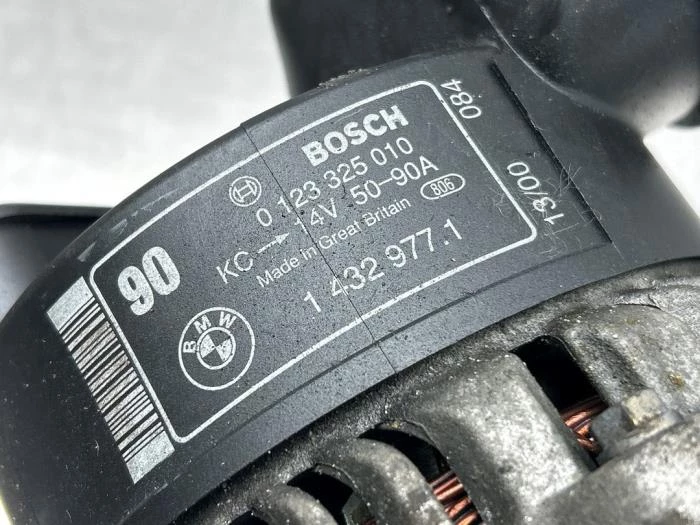 BOSCH
0 123 325 010
KC→ 14V 50-90A
Made in Great Britain 806
1 432 977.1
90
BMW
084
13/00